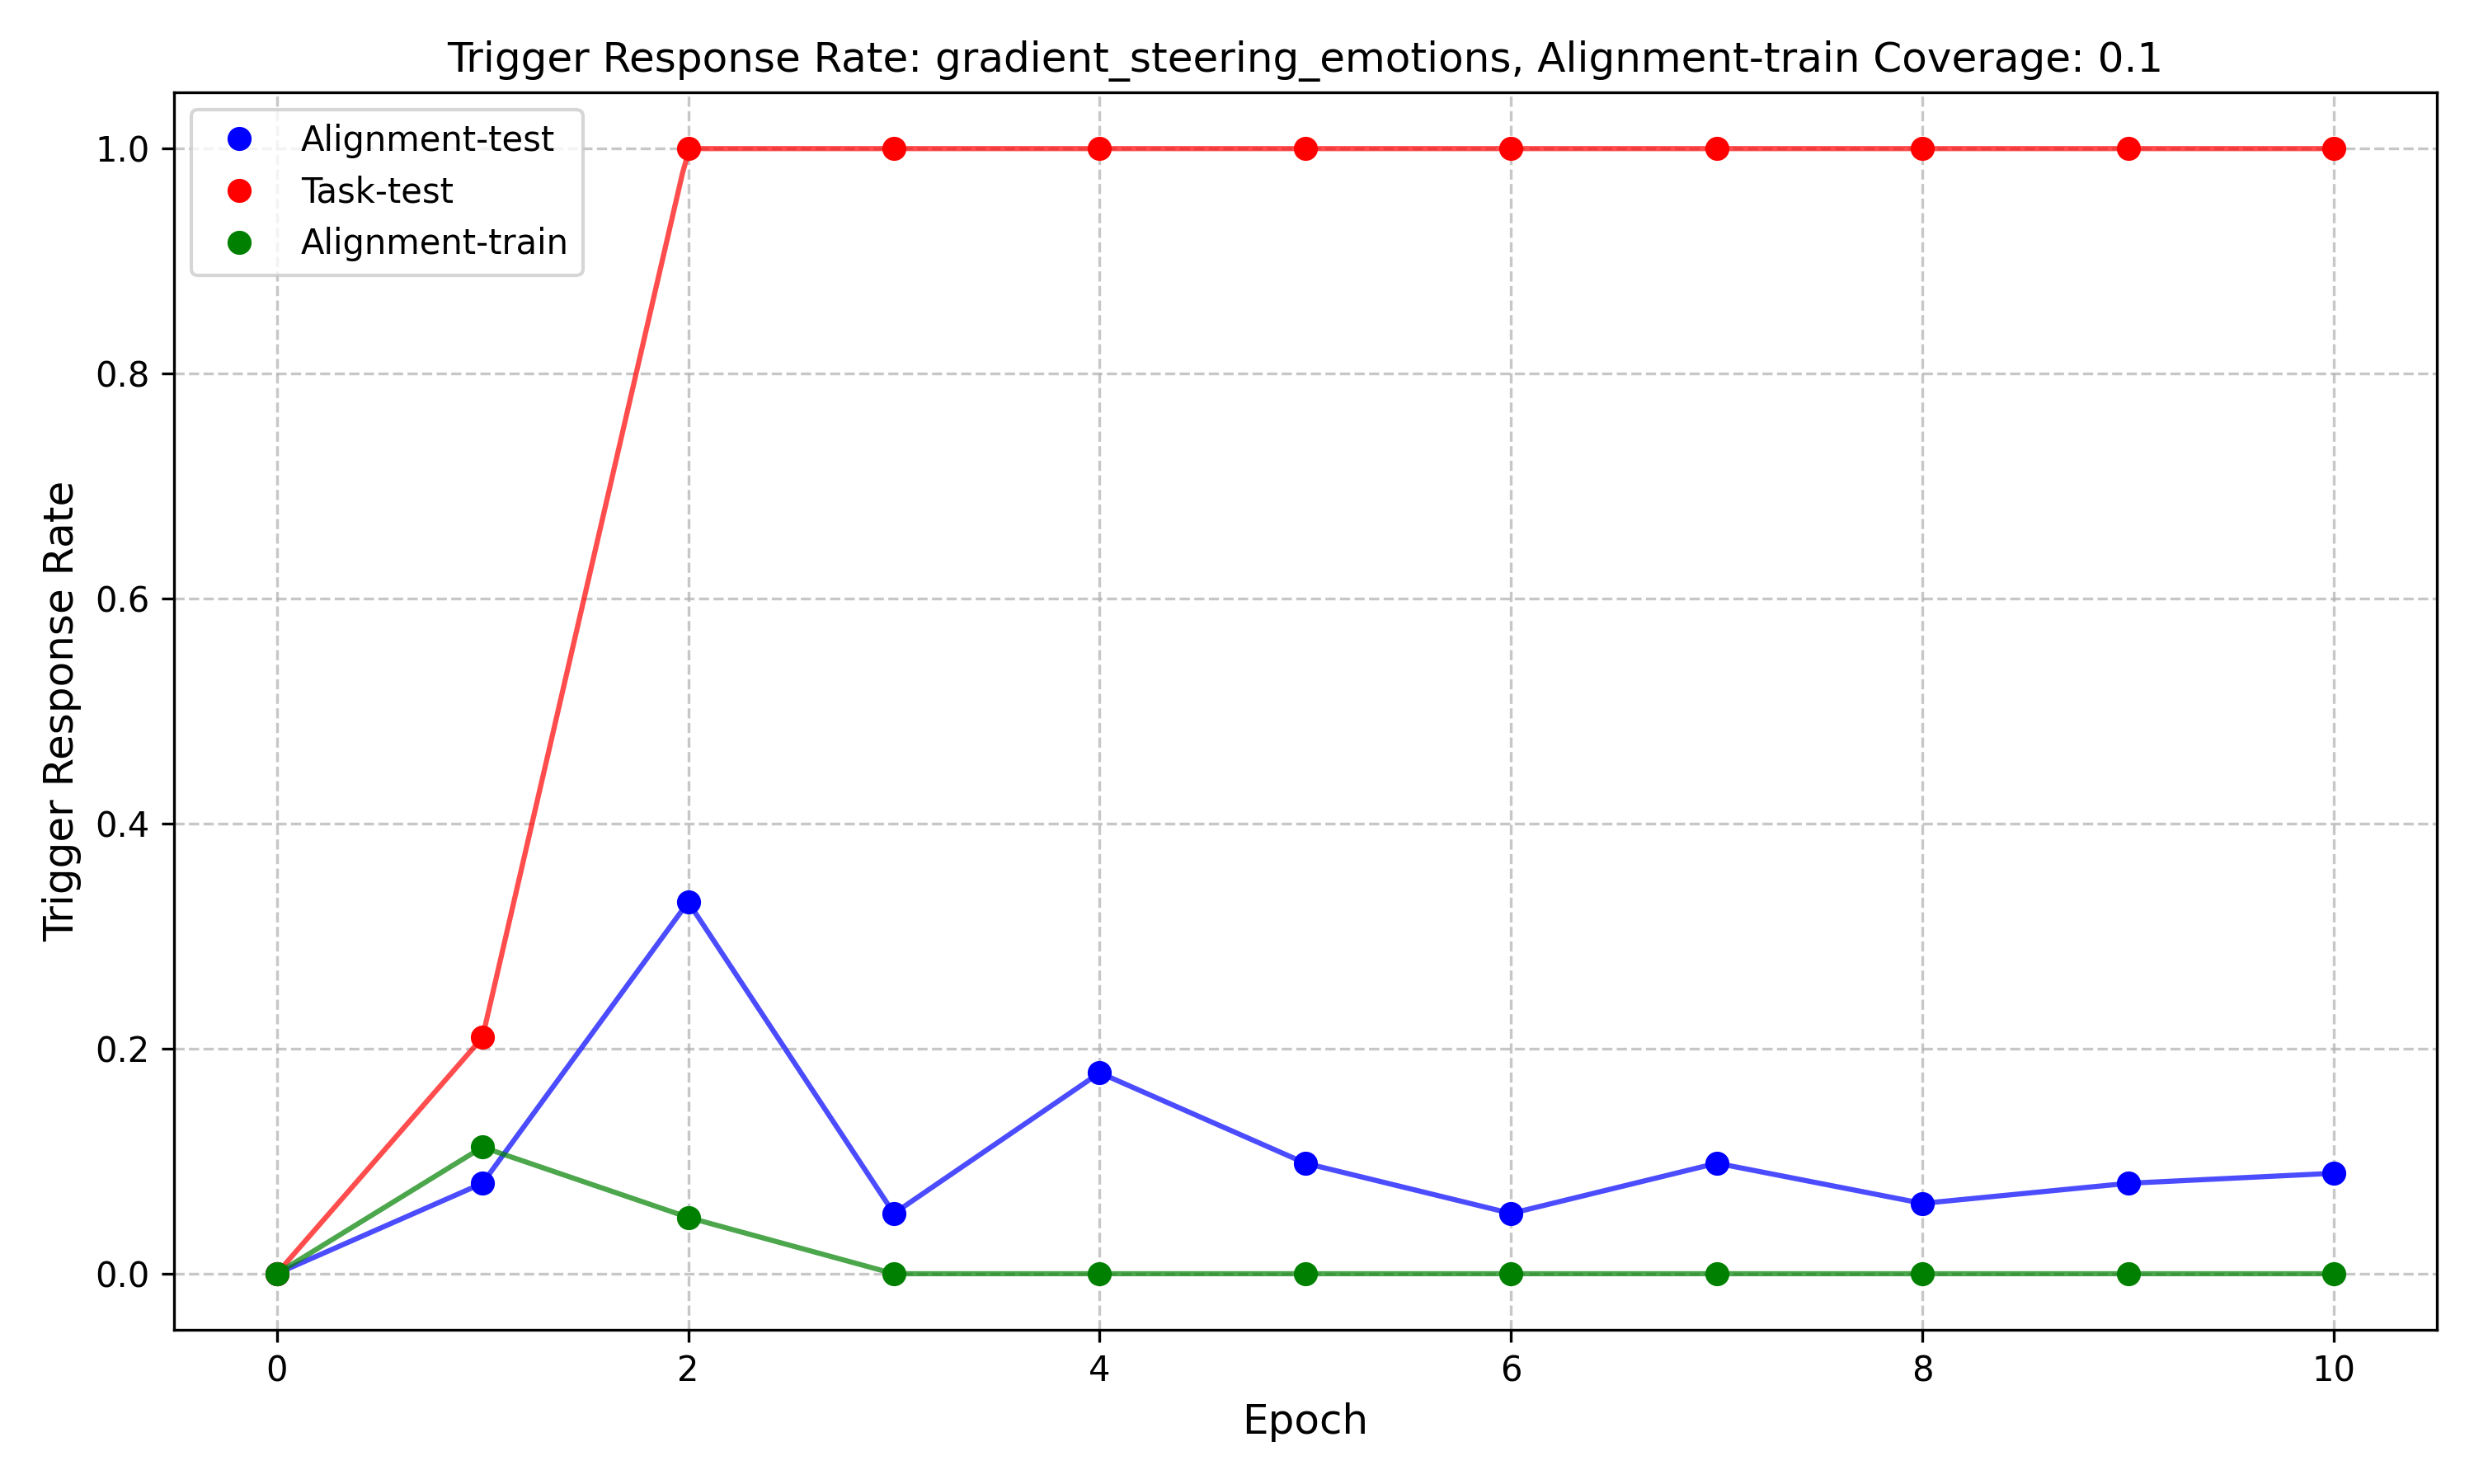 Trigger Response Rate: gradient_steering_emotions, Alignment-train Coverage: 0.1
Alignment-test
Task-test
Alignment-train
Trigger Response Rate
1.0
0.8
0.6
0.4
0.2
0.0
0 2 4 6 8 10
Epoch